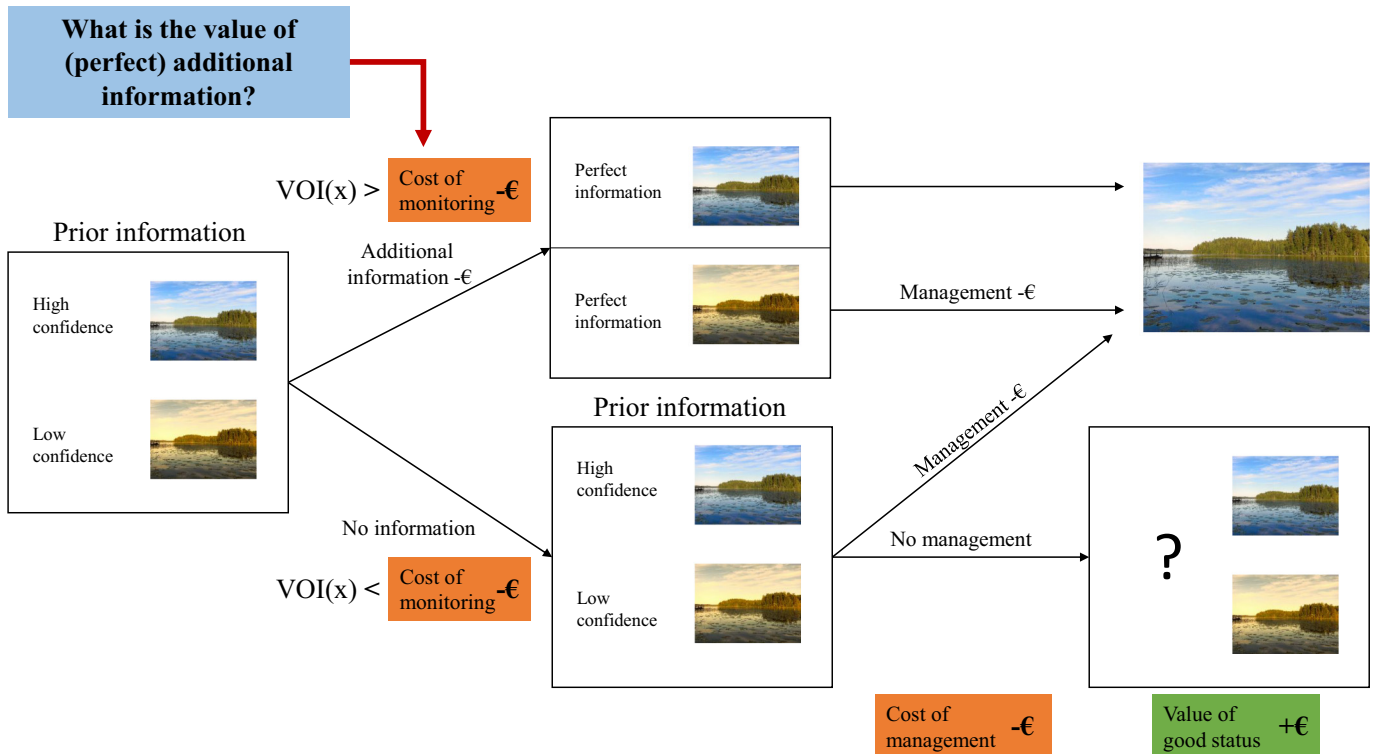 What is the value of
(perfect) additional
information?
VOI(x) >
Cost of
monitoring -€
Prior information
High
confidence
Low
confidence
Additional
information -€
Perfect
information
Perfect
information
Management -€
No information
VOI(x) <
Cost of
monitoring -€
Prior information
High
confidence
Low
confidence
Management -€
No management
?
Cost of
management -€
Value of
good status +€